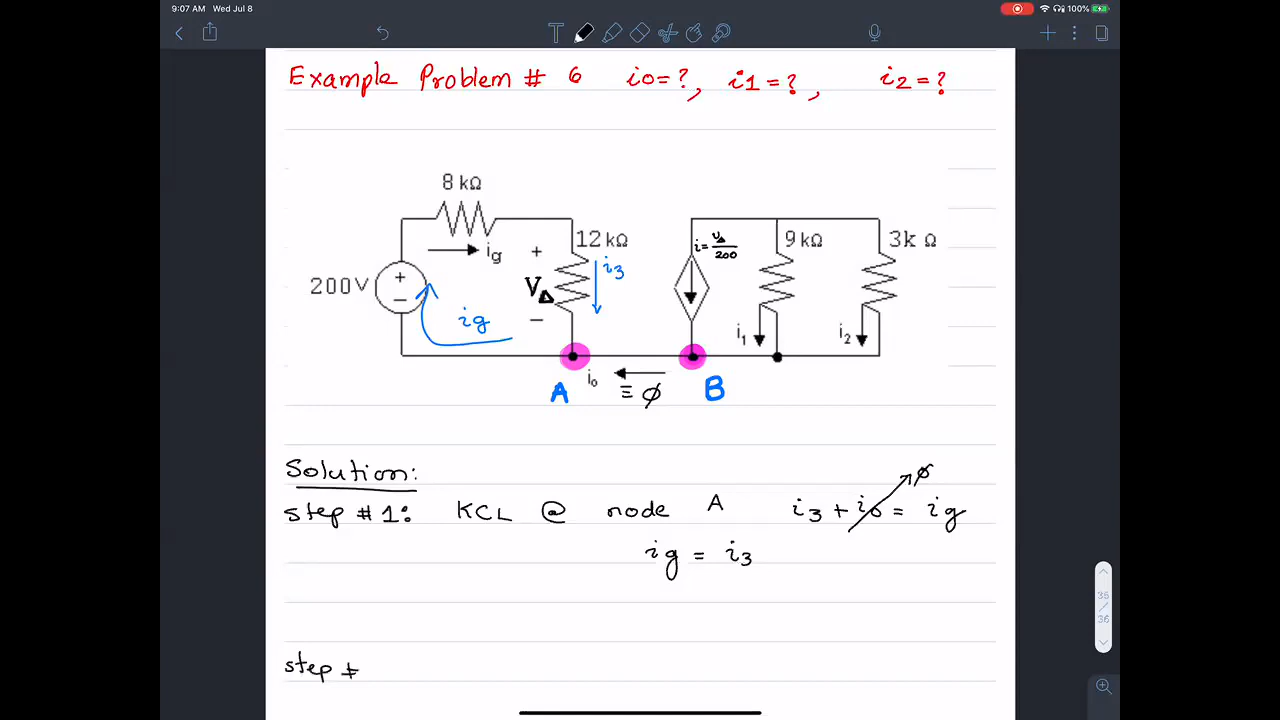 9:07 AM Wed Jul 8
100%
Example Problem # 6 i0=?, i1=?, i2=?
8 kΩ
12 kΩ
i=V∆/200
9 kΩ
3k Ω
ig
+
i3
200V
+
−
V∆
ig
−
i1
i2
i₀
≡ ϕ
A
B
Solution:
step #1: KCL @ node A i3 + i0 = ig
ϕ
ig = i3
step #
35
/
36